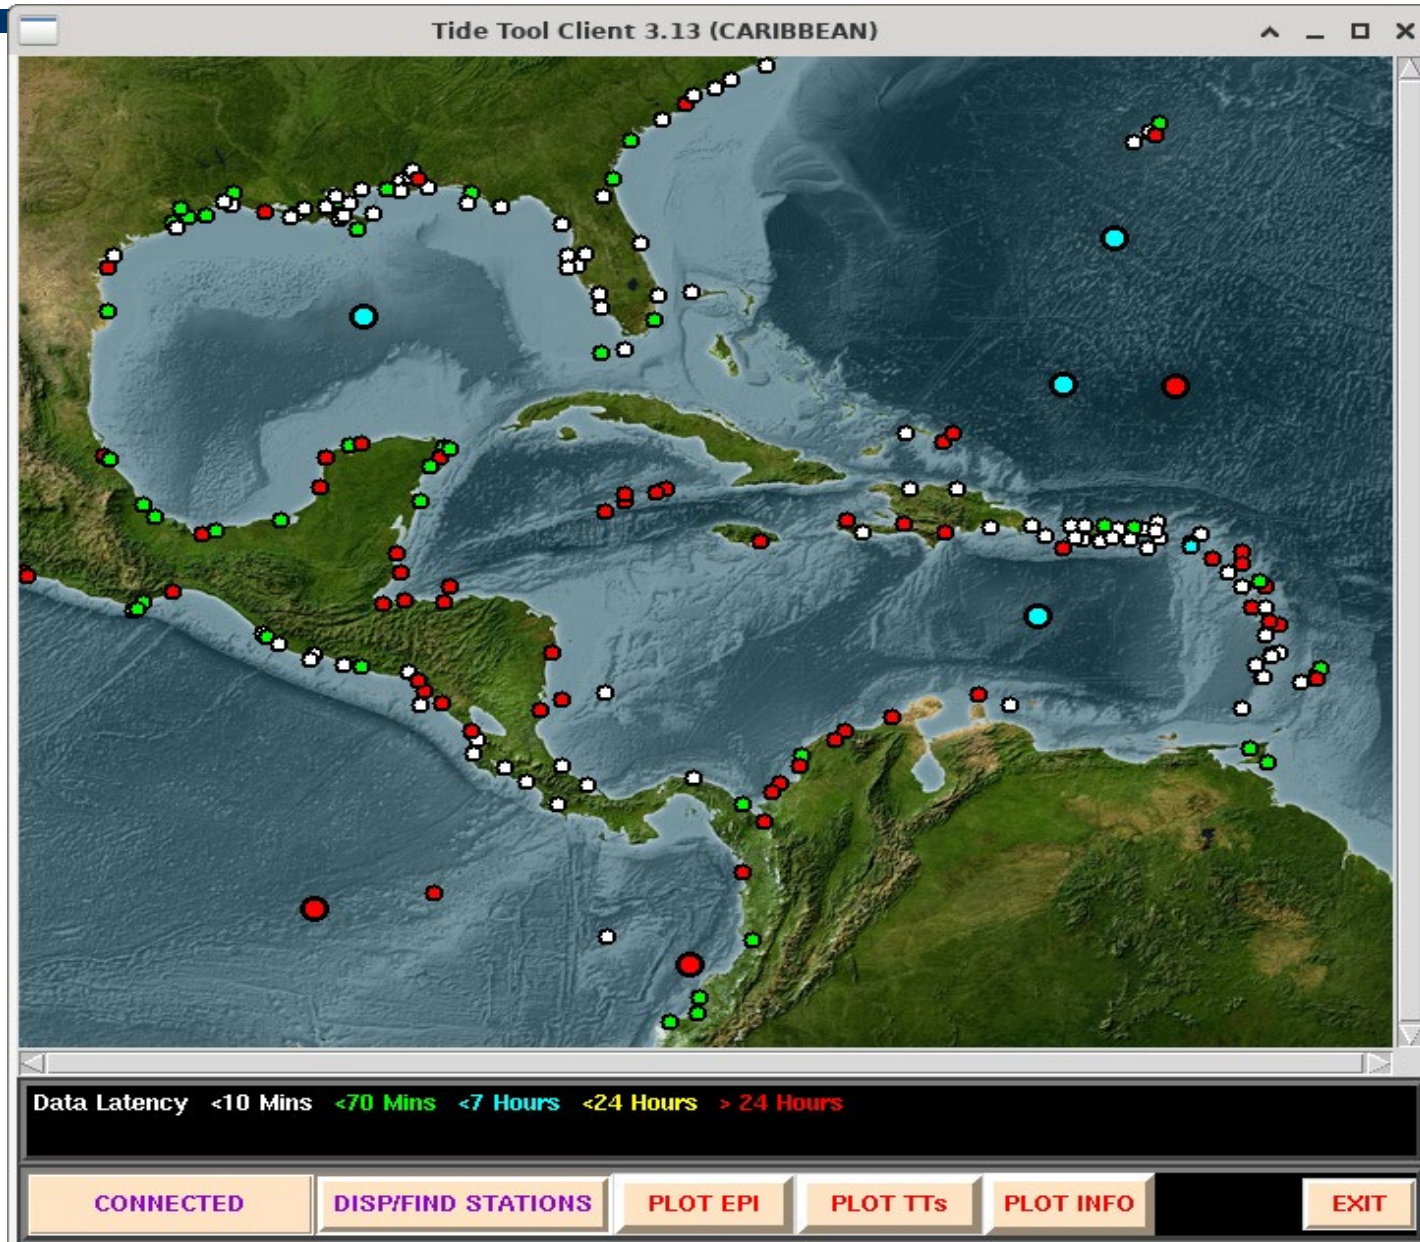 Tide Tool Client 3.13 (CARIBBEAN)
Data Latency <10 Mins <70 Mins <7 Hours <24 Hours > 24 Hours
CONNECTED DISP/FIND STATIONS PLOT EPI PLOT TTs PLOT INFO EXIT